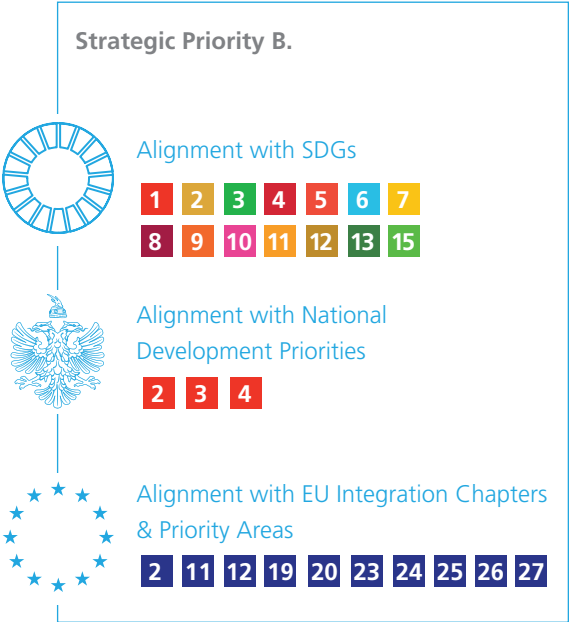 Strategic Priority B.
Alignment with SDGs
1 2 3 4 5 6 7
8 9 10 11 12 13 15
Alignment with National
Development Priorities
2 3 4
Alignment with EU Integration Chapters
& Priority Areas
2 11 12 19 20 23 24 25 26 27